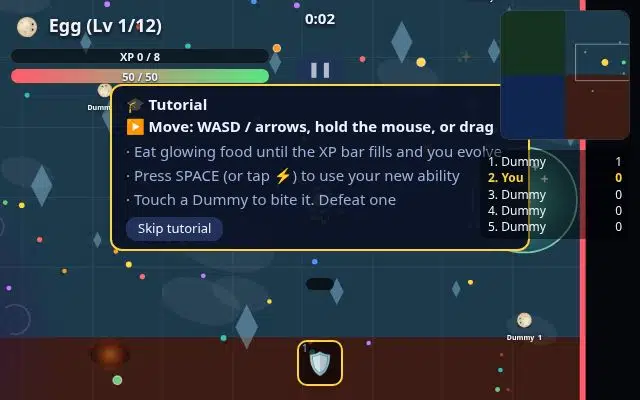 Egg (Lv 1/12)
0:02
XP 0 / 8
50 / 50
🎓 Tutorial
▶️ Move: WASD / arrows, hold the mouse, or drag
· Eat glowing food until the XP bar fills and you evolve
· Press SPACE (or tap ⚡) to use your new ability
· Touch a Dummy to bite it. Defeat one
Skip tutorial
1. Dummy 1
2. You 0
3. Dummy 0
4. Dummy 0
5. Dummy 0
Dummy 1
1